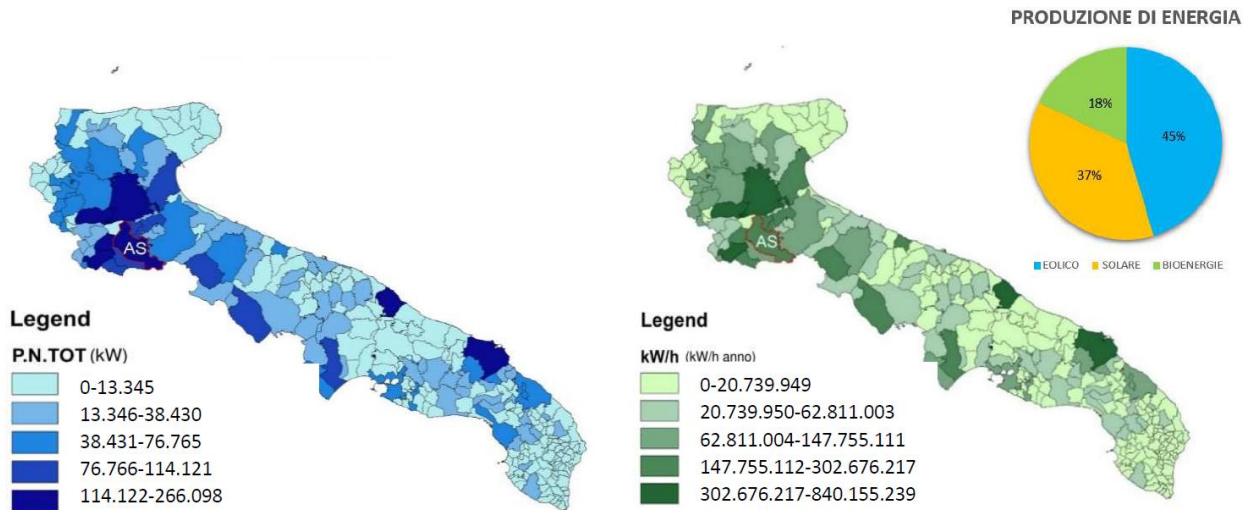 PRODUZIONE DI ENERGIA
18%
45%
37%
EOLICO SOLARE BIOENERGIE
AS
Legend
P.N.TOT (kW)
0-13.345
13.346-38.430
38.431-76.765
76.766-114.121
114.122-266.098
AS
Legend
kW/h (kW/h anno)
0-20.739.949
20.739.950-62.811.003
62.811.004-147.755.111
147.755.112-302.676.217
302.676.217-840.155.239